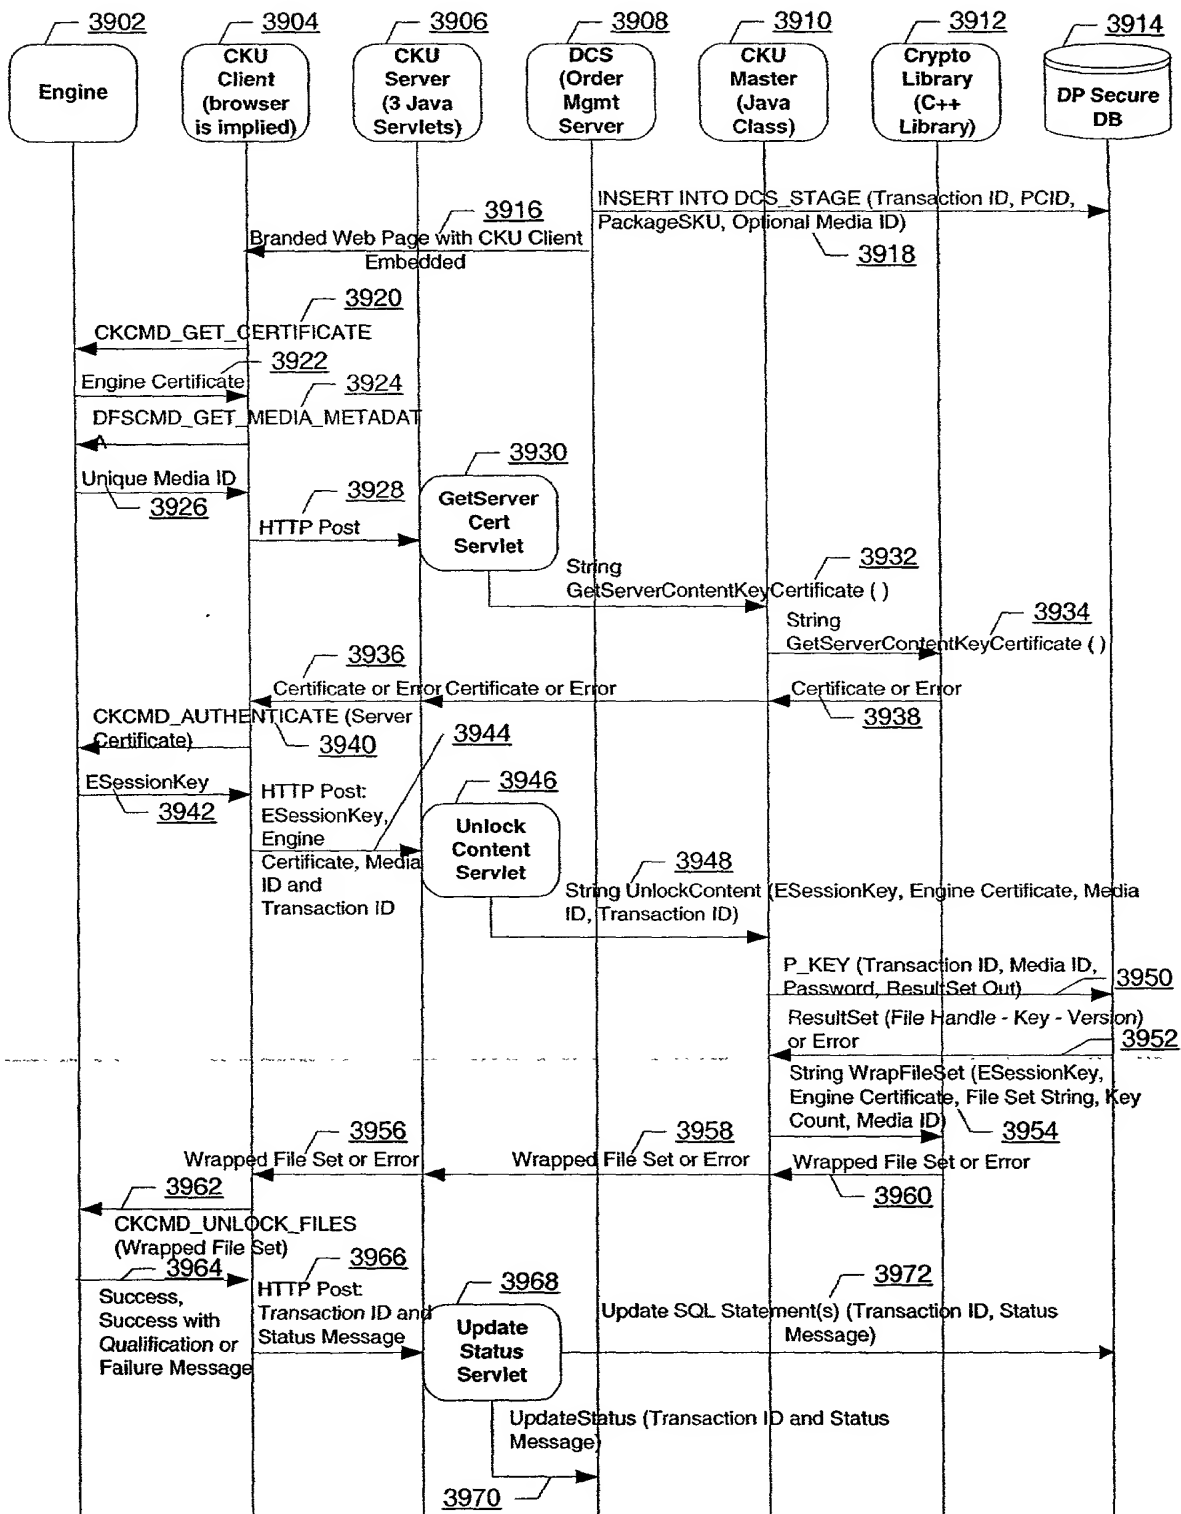 3902
3904
3906
3908
3910
3912
3914
Engine
CKU
Client
(browser
is implied)
CKU
Server
(3 Java
Servlets)
DCS
(Order
Mgmt
Server
CKU
Master
(Java
Class)
Crypto
Library
(C++
Library)
DP Secure
DB
INSERT INTO DCS_STAGE (Transaction ID, PCID,
PackageSKU, Optional Media ID)
3918
3916
Branded Web Page with CKU Client
Embedded
3920
CKCMD_GET_CERTIFICATE
3922
Engine Certificate
3924
DFSCMD_GET_MEDIA_METADAT
A
Unique Media ID
3926
3928
HTTP Post
3930
GetServer
Cert
Servlet
3932
String
GetServerContentKeyCertificate ( )
3934
String
GetServerContentKeyCertificate ( )
3936
Certificate or Error
Certificate or Error
Certificate or Error
3938
CKCMD_AUTHENTICATE (Server
Certificate)
3940
3944
ESessionKey
3942
HTTP Post:
ESessionKey,
Engine
Certificate, Media
ID and
Transaction ID
3946
Unlock
Content
Servlet
3948
String UnlockContent (ESessionKey, Engine Certificate, Media
ID, Transaction ID)
P_KEY (Transaction ID, Media ID,
Password, ResultSet Out)
3950
ResultSet (File Handle - Key - Version)
or Error
3952
String WrapFileSet (ESessionKey,
Engine Certificate, File Set String, Key
Count, Media ID)
3954
3956
Wrapped File Set or Error
3958
Wrapped File Set or Error
Wrapped File Set or Error
3960
3962
CKCMD_UNLOCK_FILES
(Wrapped File Set)
3964
Success,
Success with
Qualification or
Failure Message
3966
HTTP Post:
Transaction ID and
Status Message
3968
Update
Status
Servlet
3972
Update SQL Statement(s) (Transaction ID, Status
Message)
UpdateStatus (Transaction ID and Status
Message)
3970